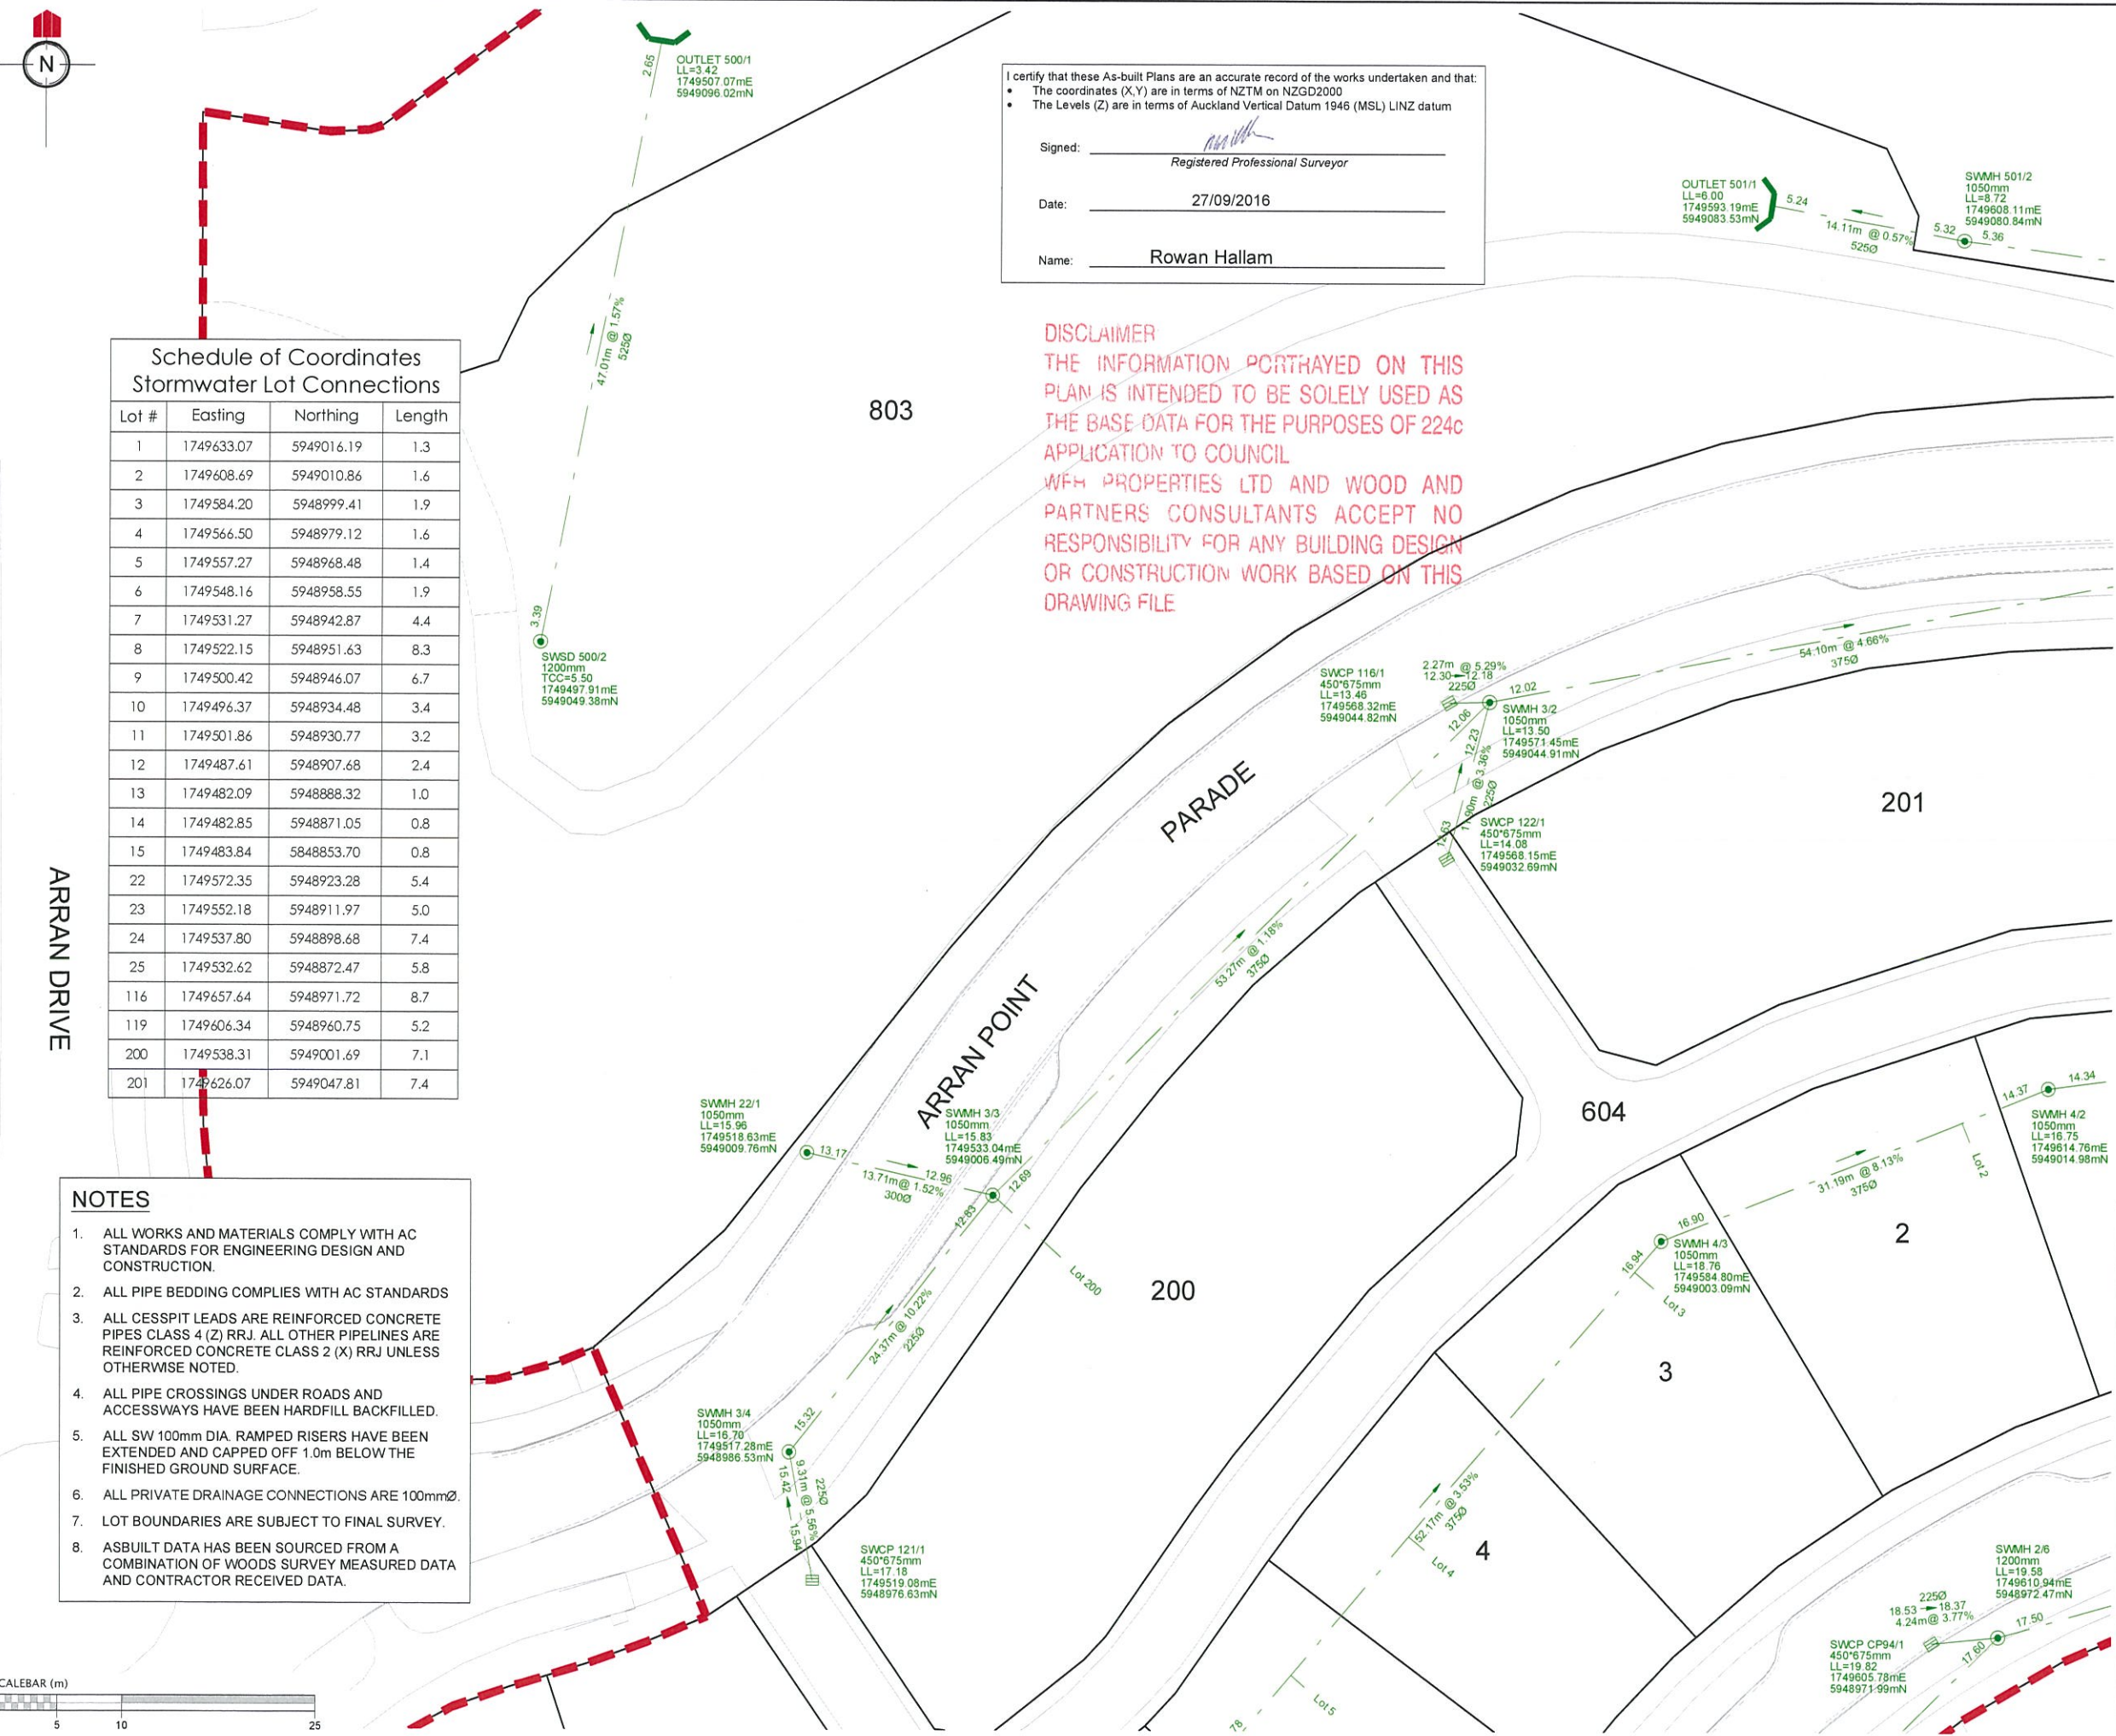 N
OUTLET 500/1
LL=3.42
1749507.07mE
5949096.02mN
2.65
47.01m @ 1.57%
525Ø
3.39
SWSD 500/2
1200mm
TCC=5.50
1749497.91mE
5949049.38mN
I certify that these As-built Plans are an accurate record of the works undertaken and that:
• The coordinates (X,Y) are in terms of NZTM on NZGD2000
• The Levels (Z) are in terms of Auckland Vertical Datum 1946 (MSL) LINZ datum
Signed:
Registered Professional Surveyor
Date: 27/09/2016
Name: Rowan Hallam
OUTLET 501/1
LL=6.00
1749593.19mE
5949083.53mN
5.24
14.11m @ 0.57%
525Ø
5.32
5.36
SWMH 501/2
1050mm
LL=8.72
1749608.11mE
5949080.84mN
DISCLAIMER
THE INFORMATION PORTRAYED ON THIS
PLAN IS INTENDED TO BE SOLELY USED AS
THE BASE DATA FOR THE PURPOSES OF 224c
APPLICATION TO COUNCIL
WFH PROPERTIES LTD AND WOOD AND
PARTNERS CONSULTANTS ACCEPT NO
RESPONSIBILITY FOR ANY BUILDING DESIGN
OR CONSTRUCTION WORK BASED ON THIS
DRAWING FILE
Schedule of Coordinates
Stormwater Lot Connections
Lot # Easting Northing Length
1 1749633.07 5949016.19 1.3
2 1749608.69 5949010.86 1.6
3 1749584.20 5948999.41 1.9
4 1749566.50 5948979.12 1.6
5 1749557.27 5948968.48 1.4
6 1749548.16 5948958.55 1.9
7 1749531.27 5948942.87 4.4
8 1749522.15 5948951.63 8.3
9 1749500.42 5948946.07 6.7
10 1749496.37 5948934.48 3.4
11 1749501.86 5948930.77 3.2
12 1749487.61 5948907.68 2.4
13 1749482.09 5948888.32 1.0
14 1749482.85 5948871.05 0.8
15 1749483.84 5848853.70 0.8
22 1749572.35 5948923.28 5.4
23 1749552.18 5948911.97 5.0
24 1749537.80 5948898.68 7.4
25 1749532.62 5948872.47 5.8
116 1749657.64 5948971.72 8.7
119 1749606.34 5948960.75 5.2
200 1749538.31 5949001.69 7.1
201 1749626.07 5949047.81 7.4
803
ARRAN DRIVE
ARRAN POINT
PARADE
SWCP 116/1
450*675mm
LL=13.46
1749568.32mE
5949044.82mN
2.27m @ 5.29%
12.30 12.18
225Ø
12.02
12.06
12.23
SWMH 3/2
1050mm
LL=13.50
1749571.45mE
5949044.91mN
54.10m @ 4.66%
375Ø
11.90m @ 3.36%
225Ø
12.63
SWCP 122/1
450*675mm
LL=14.08
1749568.15mE
5949032.69mN
201
53.27m @ 1.18%
375Ø
SWMH 22/1
1050mm
LL=15.96
1749518.63mE
5949009.76mN
13.17
13.71m@ 1.52%
300Ø
12.96
SWMH 3/3
1050mm
LL=15.83
1749533.04mE
5949006.49mN
12.69
12.83
Lot 200
200
24.37m @ 10.22%
225Ø
604
14.37
14.34
SWMH 4/2
1050mm
LL=16.75
1749614.76mE
5949014.98mN
Lot 2
31.19m @ 8.13%
375Ø
2
16.90
16.94
SWMH 4/3
1050mm
LL=18.76
1749584.80mE
5949003.09mN
Lot 3
3
52.17m @ 3.53%
375Ø
Lot 4
4
Lot 5
78
SWMH 3/4
1050mm
LL=16.70
1749517.28mE
5948986.53mN
15.32
15.42
9.31m @ 5.56%
225Ø
15.94
SWCP 121/1
450*675mm
LL=17.18
1749519.08mE
5948976.63mN
SWMH 2/6
1200mm
LL=19.58
1749610.94mE
5948972.47mN
225Ø
18.53 18.37
4.24m@ 3.77%
17.50
17.60
SWCP CP94/1
450*675mm
LL=19.82
1749605.78mE
5948971.99mN
NOTES
1. ALL WORKS AND MATERIALS COMPLY WITH AC
STANDARDS FOR ENGINEERING DESIGN AND
CONSTRUCTION.
2. ALL PIPE BEDDING COMPLIES WITH AC STANDARDS
3. ALL CESSPIT LEADS ARE REINFORCED CONCRETE
PIPES CLASS 4 (Z) RRJ. ALL OTHER PIPELINES ARE
REINFORCED CONCRETE CLASS 2 (X) RRJ UNLESS
OTHERWISE NOTED.
4. ALL PIPE CROSSINGS UNDER ROADS AND
ACCESSWAYS HAVE BEEN HARDFILL BACKFILLED.
5. ALL SW 100mm DIA. RAMPED RISERS HAVE BEEN
EXTENDED AND CAPPED OFF 1.0m BELOW THE
FINISHED GROUND SURFACE.
6. ALL PRIVATE DRAINAGE CONNECTIONS ARE 100mmØ.
7. LOT BOUNDARIES ARE SUBJECT TO FINAL SURVEY.
8. ASBUILT DATA HAS BEEN SOURCED FROM A
COMBINATION OF WOODS SURVEY MEASURED DATA
AND CONTRACTOR RECEIVED DATA.
CALEBAR (m)
5 10 25